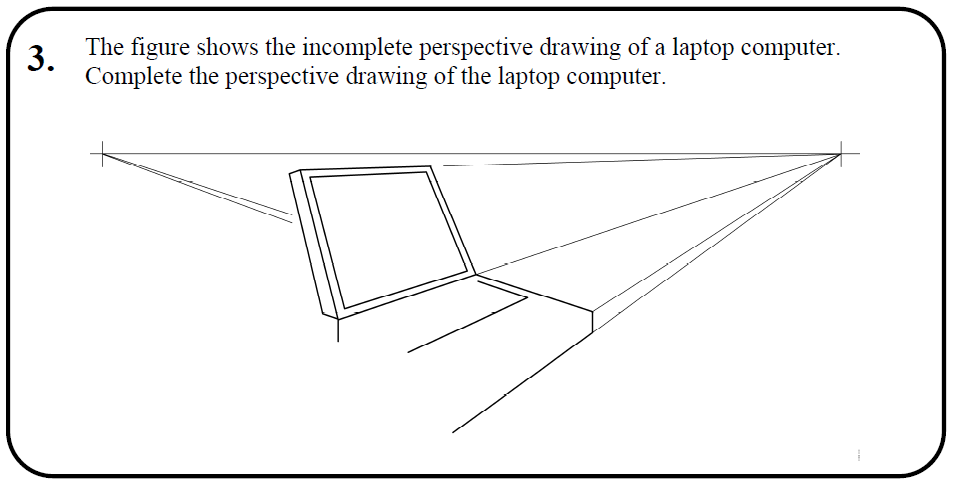 3.
The figure shows the incomplete perspective drawing of a laptop computer.
Complete the perspective drawing of the laptop computer.